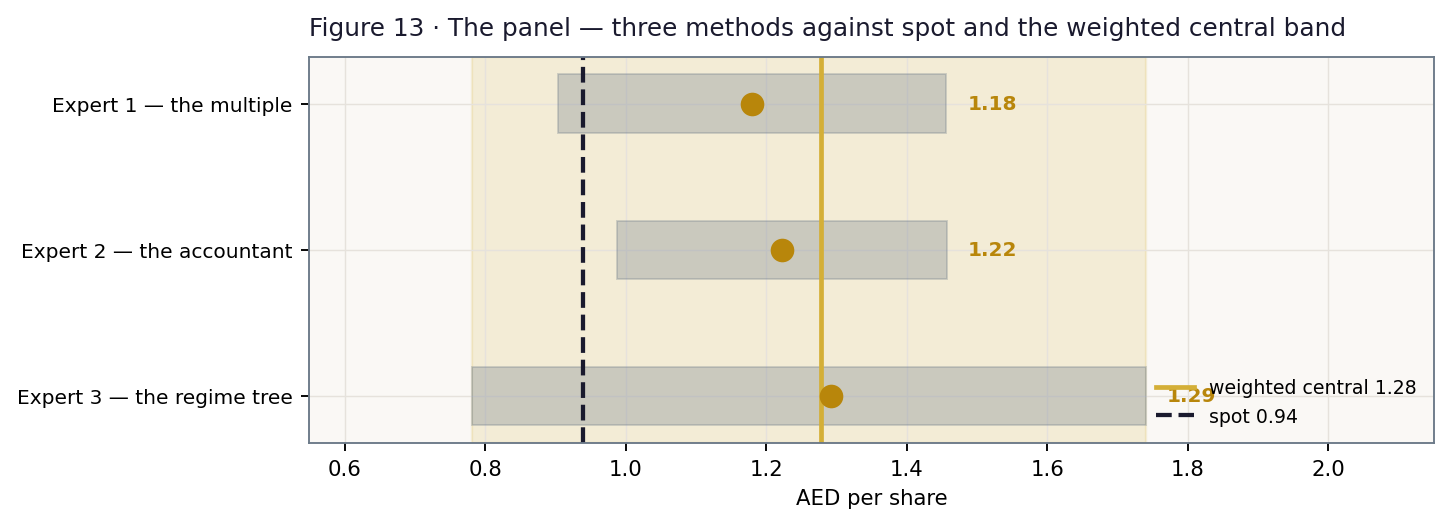 Figure 13 · The panel — three methods against spot and the weighted central band
Expert 1 — the multiple
1.18
Expert 2 — the accountant
1.22
Expert 3 — the regime tree
1.29
weighted central 1.28
spot 0.94
0.6 0.8 1.0 1.2 1.4 1.6 1.8 2.0
AED per share